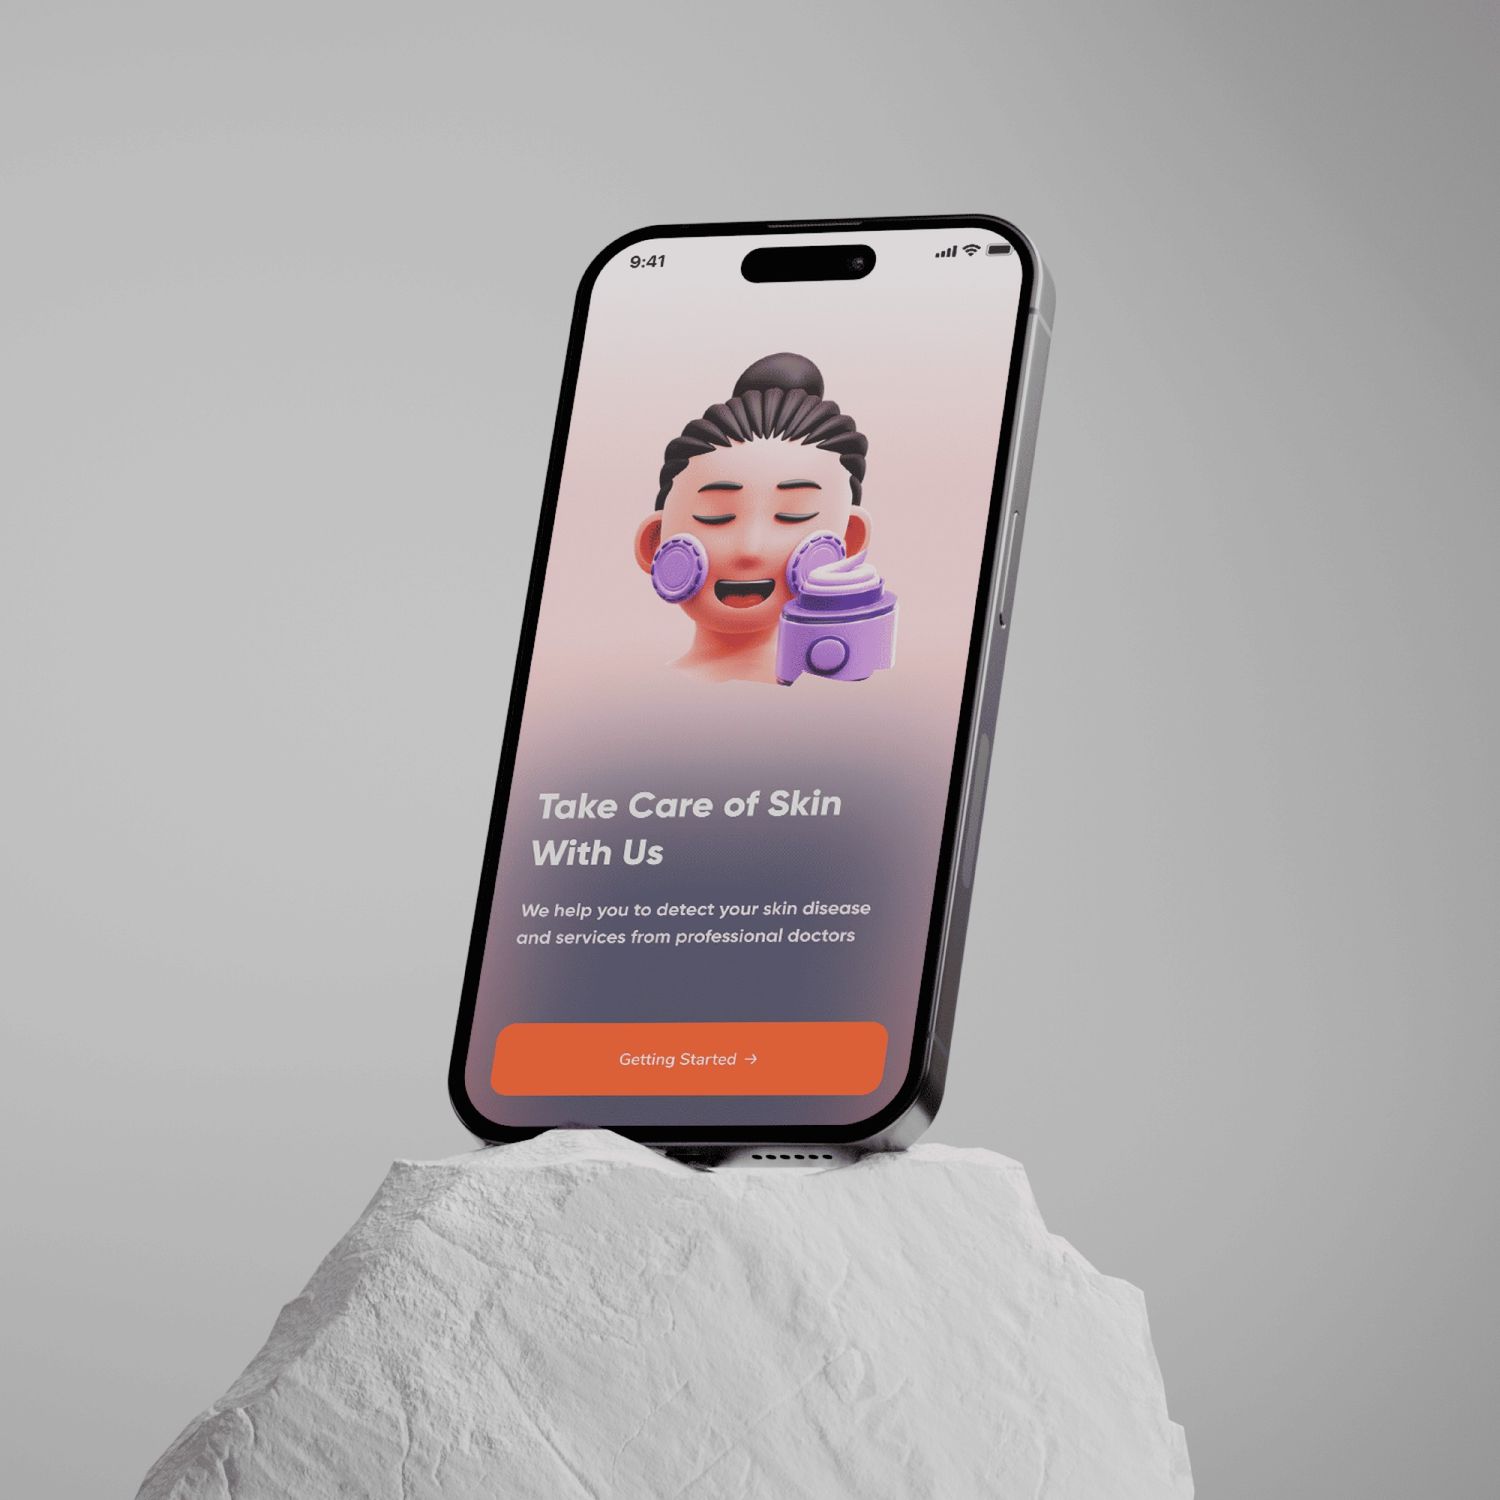 9:41
Take Care of Skin
With Us
We help you to detect your skin disease
and services from professional doctors
Getting Started →